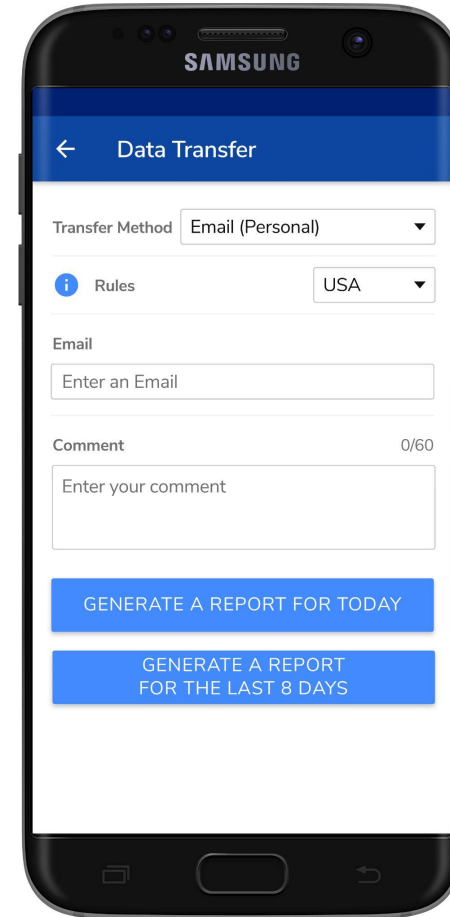 SAMSUNG
Data Transfer
Transfer Method Email (Personal)
Rules USA
Email
Enter an Email
Comment 0/60
Enter your comment
GENERATE A REPORT FOR TODAY
GENERATE A REPORT
FOR THE LAST 8 DAYS